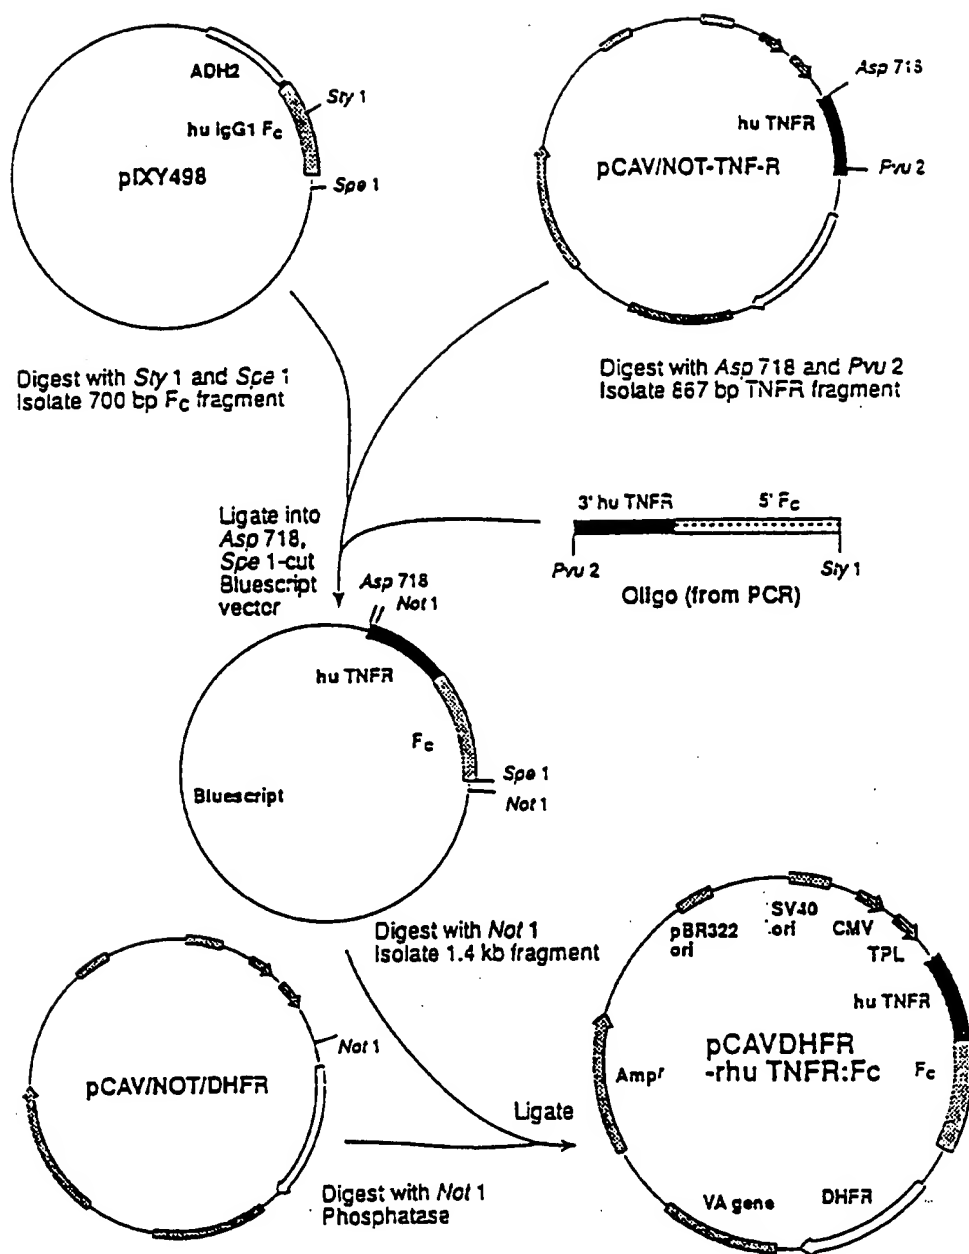 ADH2
Sty 1
hu IgG1 Fc
pIXY498
Spe 1
Asp 718
hu TNFR
pCAV/NOT-TNF-R
Pvu 2
Digest with Sty 1 and Spe 1
Isolate 700 bp Fc fragment
Digest with Asp 718 and Pvu 2
Isolate 867 bp TNFR fragment
3' hu TNFR
5' Fc
Pvu 2
Sty 1
Oligo (from PCR)
Ligate into
Asp 718,
Spe 1-cut
Bluescript
vector
Asp 718
Not 1
hu TNFR
Fc
Bluescript
Spe 1
Not 1
Digest with Not 1
Isolate 1.4 kb fragment
pCAV/NOT/DHFR
Not 1
Digest with Not 1
Phosphatase
Ligate
pBR322
ori
SV40
ori
CMV
TPL
hu TNFR
pCAVDHFR
-rhu TNFR:Fc
Fc
Ampr
DHFR
VA gene